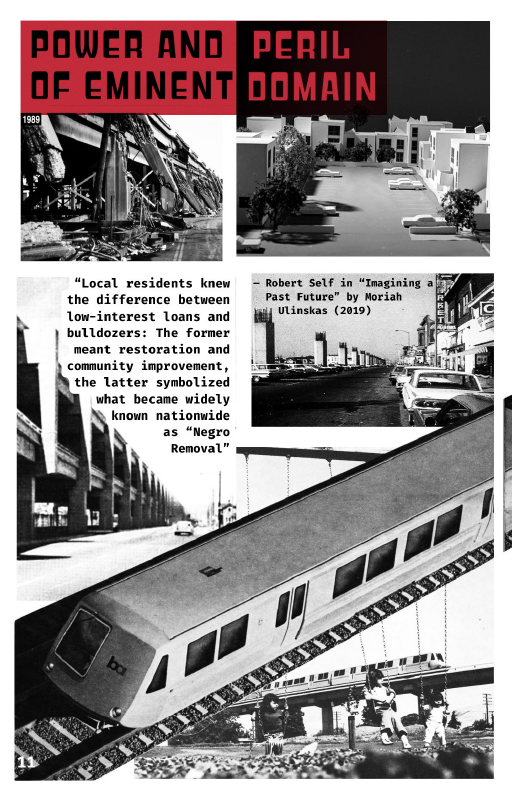 POWER AND PERIL
OF EMINENT DOMAIN
1989
“Local residents knew
the difference between
low-interest loans and
bulldozers: The former
meant restoration and
community improvement,
the latter symbolized
what became widely
known nationwide
as “Negro
Removal”
— Robert Self in “Imagining a
Past Future” by Moriah
Ulinskas (2019)
ba
11